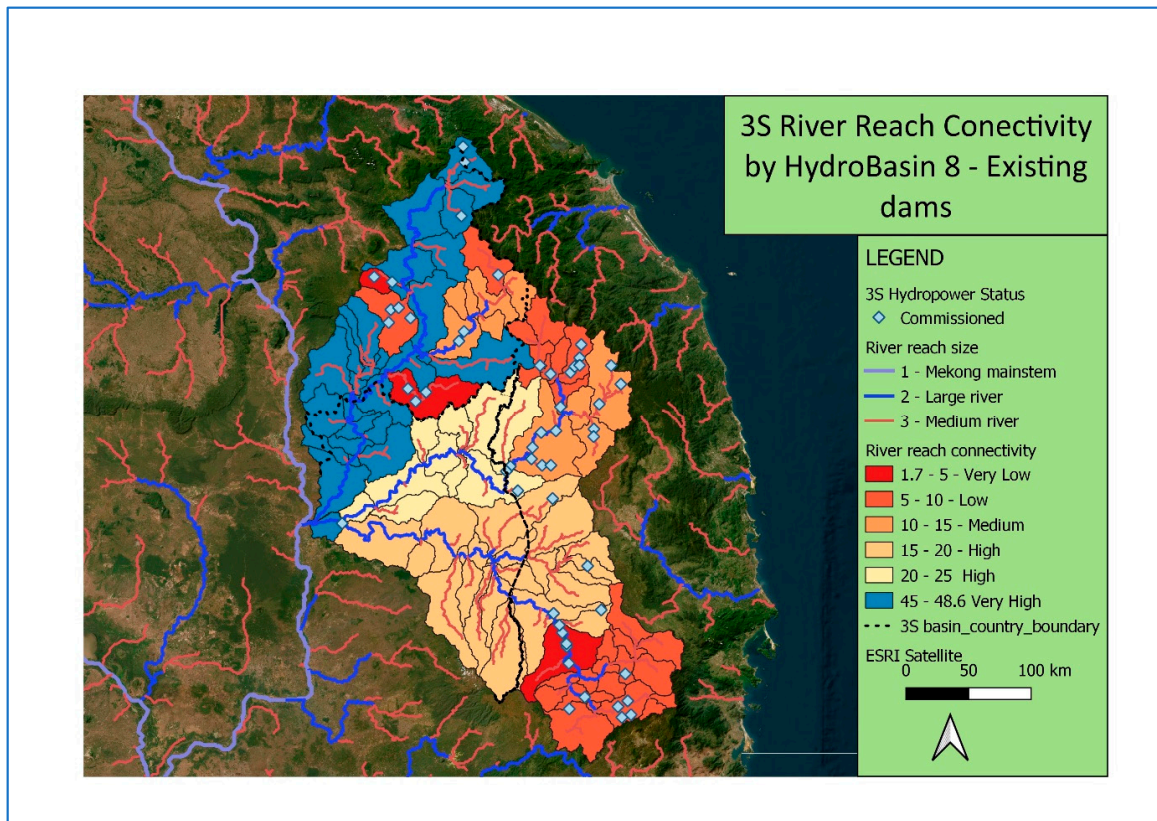 3S River Reach Conectivity
by HydroBasin 8 - Existing
dams
LEGEND
3S Hydropower Status
Commissioned
River reach size
1 - Mekong mainstem
2 - Large river
3 - Medium river
River reach connectivity
1.7 - 5 - Very Low
5 - 10 - Low
10 - 15 - Medium
15 - 20 - High
20 - 25 High
45 - 48.6 Very High
3S basin_country_boundary
ESRI Satellite
0 50 100 km